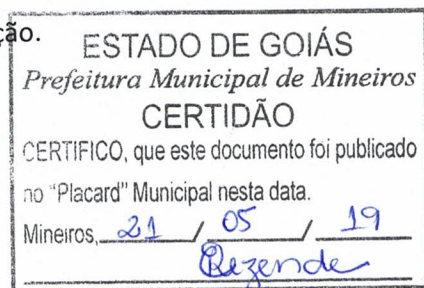 ção.
ESTADO DE GOIÁS
Prefeitura Municipal de Mineiros
CERTIDÃO
CERTIFICO, que este documento foi publicado
no "Placard" Municipal nesta data.
Mineiros, 21 / 05 / 19
Rezende